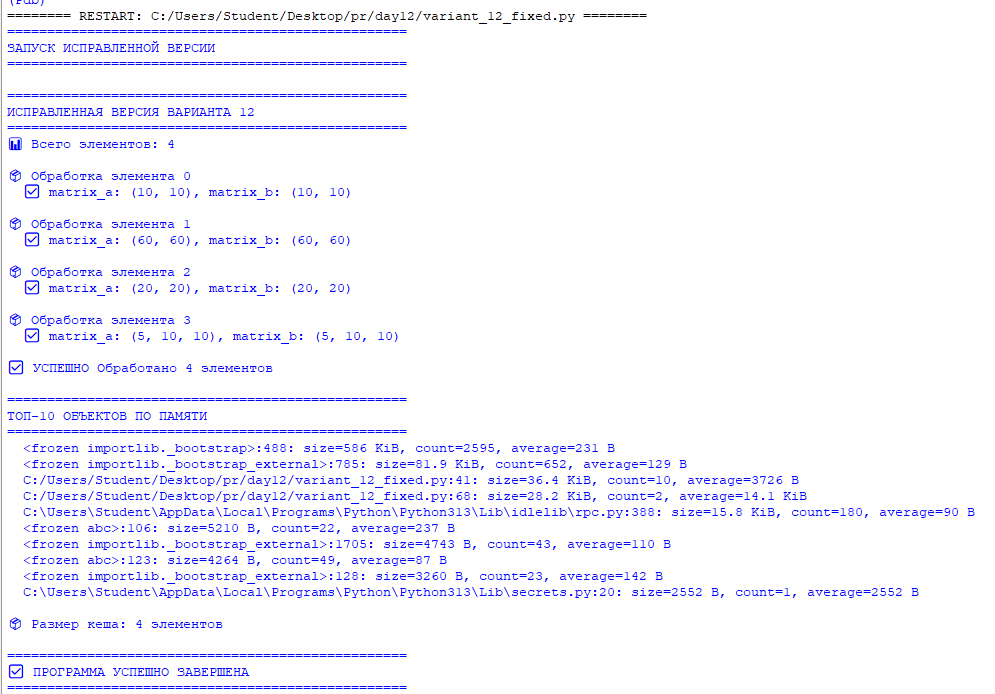 (Pdb)
======== RESTART: C:/Users/Student/Desktop/pr/day12/variant_12_fixed.py ========
==================================================
ЗАПУСК ИСПРАВЛЕННОЙ ВЕРСИИ
==================================================
==================================================
ИСПРАВЛЕННАЯ ВЕРСИЯ ВАРИАНТА 12
==================================================
📊 Всего элементов: 4
📦 Обработка элемента 0
✅ matrix_a: (10, 10), matrix_b: (10, 10)
📦 Обработка элемента 1
✅ matrix_a: (60, 60), matrix_b: (60, 60)
📦 Обработка элемента 2
✅ matrix_a: (20, 20), matrix_b: (20, 20)
📦 Обработка элемента 3
✅ matrix_a: (5, 10, 10), matrix_b: (5, 10, 10)
✅ УСПЕШНО Обработано 4 элементов
==================================================
ТОП-10 ОБЪЕКТОВ ПО ПАМЯТИ
==================================================
<frozen importlib._bootstrap>:488: size=586 KiB, count=2595, average=231 B
<frozen importlib._bootstrap_external>:785: size=81.9 KiB, count=652, average=129 B
C:/Users/Student/Desktop/pr/day12/variant_12_fixed.py:41: size=36.4 KiB, count=10, average=3726 B
C:/Users/Student/Desktop/pr/day12/variant_12_fixed.py:68: size=28.2 KiB, count=2, average=14.1 KiB
C:\Users\Student\AppData\Local\Programs\Python\Python313\Lib\idlelib\rpc.py:388: size=15.8 KiB, count=180, average=90 B
<frozen abc>:106: size=5210 B, count=22, average=237 B
<frozen importlib._bootstrap_external>:1705: size=4743 B, count=43, average=110 B
<frozen abc>:123: size=4264 B, count=49, average=87 B
<frozen importlib._bootstrap_external>:128: size=3260 B, count=23, average=142 B
C:\Users\Student\AppData\Local\Programs\Python\Python313\Lib\secrets.py:20: size=2552 B, count=1, average=2552 B
📦 Размер кеша: 4 элементов
==================================================
✅ ПРОГРАММА УСПЕШНО ЗАВЕРШЕНА
==================================================